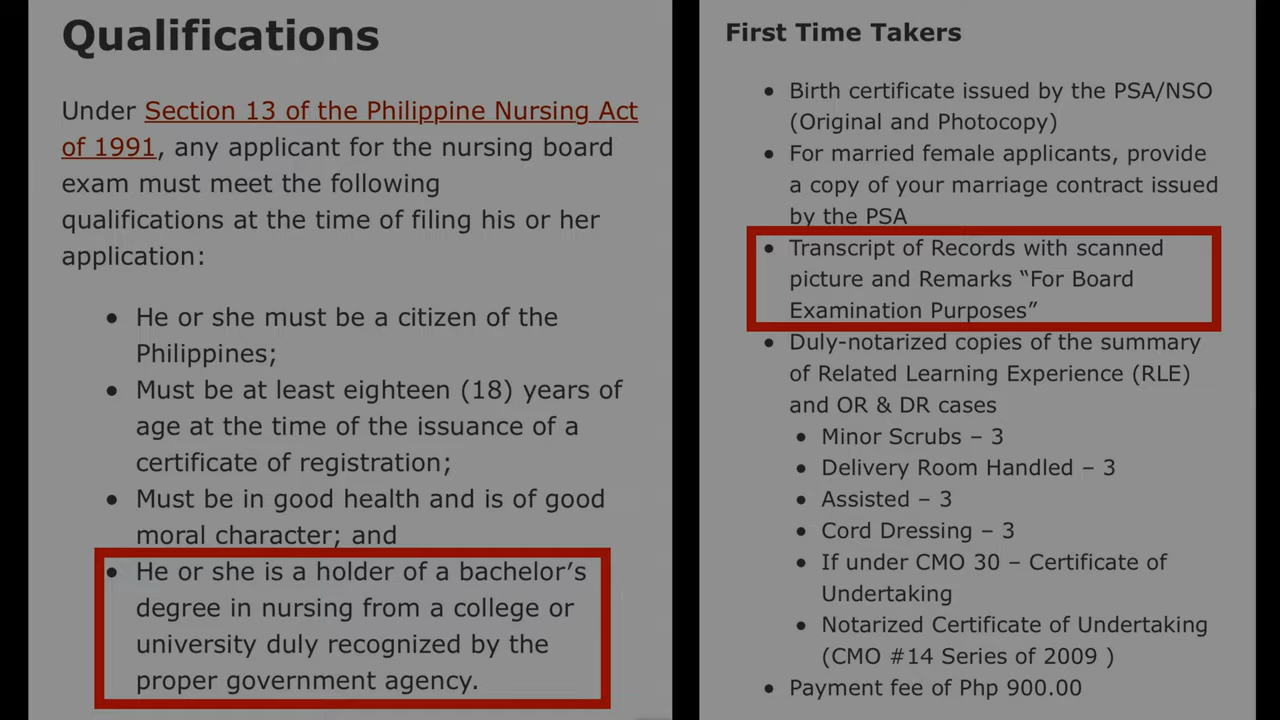 Qualifications
Under Section 13 of the Philippine Nursing Act
of 1991, any applicant for the nursing board
exam must meet the following
qualifications at the time of filing his or her
application:
• He or she must be a citizen of the
Philippines;
• Must be at least eighteen (18) years of
age at the time of the issuance of a
certificate of registration;
• Must be in good health and is of good
moral character; and
• He or she is a holder of a bachelor’s
degree in nursing from a college or
university duly recognized by the
proper government agency.
First Time Takers
• Birth certificate issued by the PSA/NSO
(Original and Photocopy)
• For married female applicants, provide
a copy of your marriage contract issued
by the PSA
• Transcript of Records with scanned
picture and Remarks “For Board
Examination Purposes”
• Duly-notarized copies of the summary
of Related Learning Experience (RLE)
and OR & DR cases
• Minor Scrubs – 3
• Delivery Room Handled – 3
• Assisted – 3
• Cord Dressing – 3
• If under CMO 30 – Certificate of
Undertaking
• Notarized Certificate of Undertaking
(CMO #14 Series of 2009 )
• Payment fee of Php 900.00